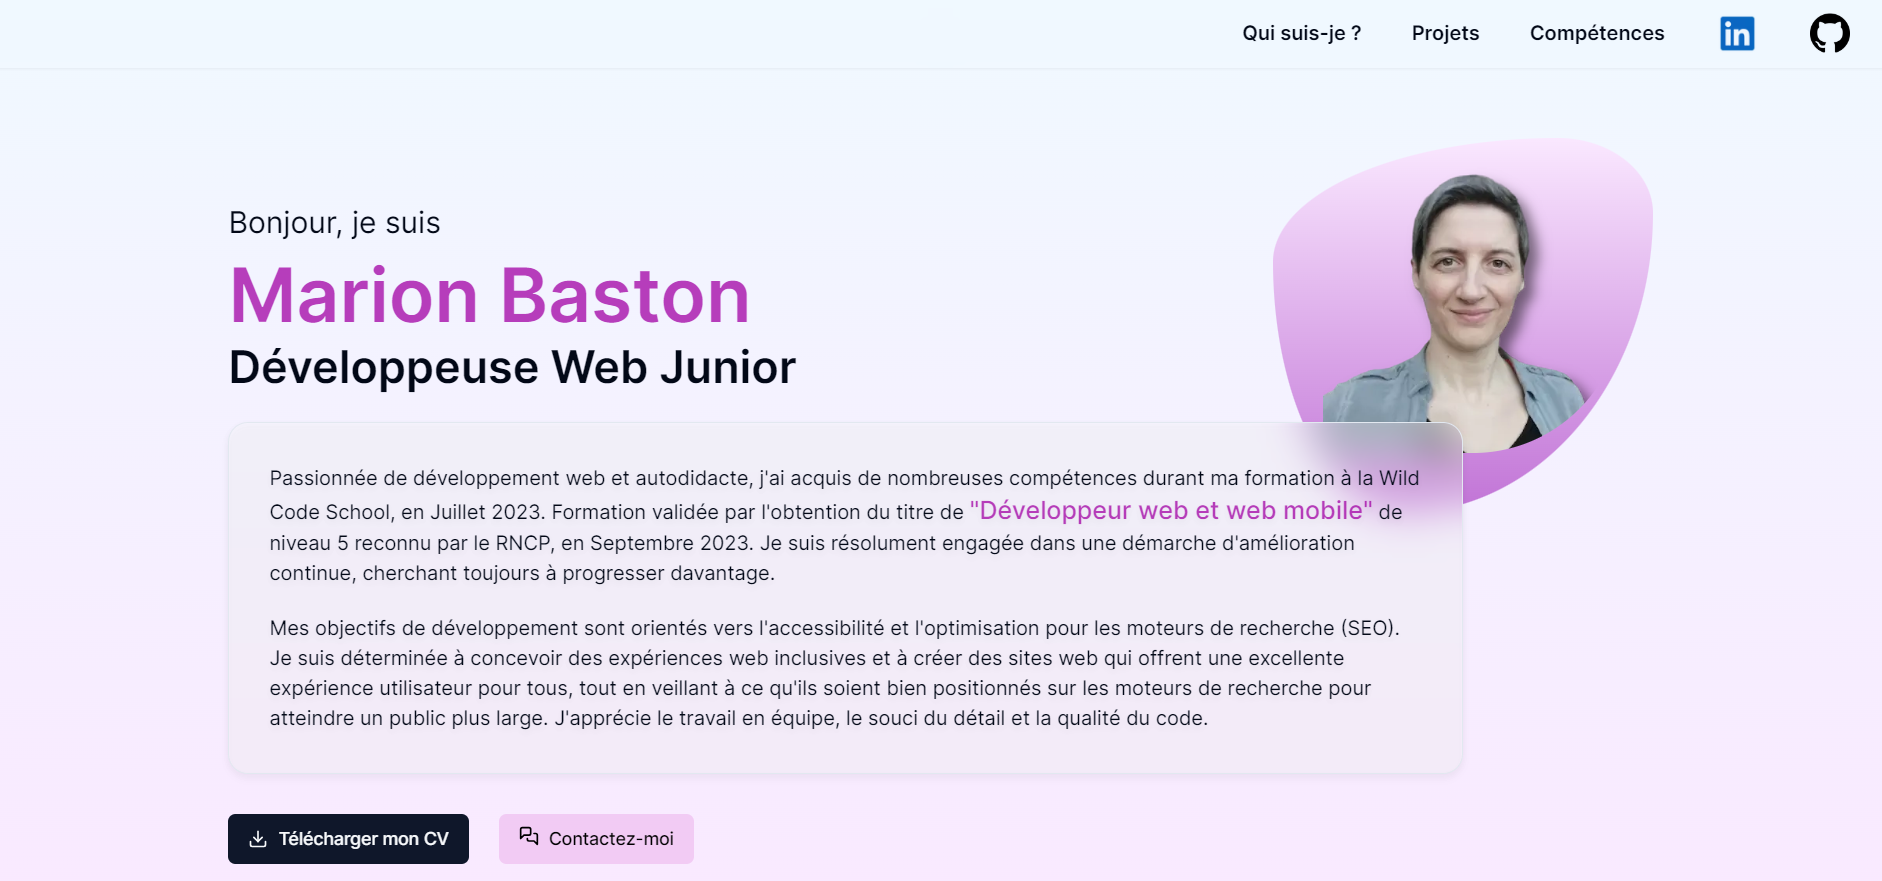 Qui suis-je ? Projets Compétences in
Bonjour, je suis
Marion Baston
Développeuse Web Junior
Passionnée de développement web et autodidacte, j'ai acquis de nombreuses compétences durant ma formation à la Wild
Code School, en Juillet 2023. Formation validée par l'obtention du titre de "Développeur web et web mobile" de
niveau 5 reconnu par le RNCP, en Septembre 2023. Je suis résolument engagée dans une démarche d'amélioration
continue, cherchant toujours à progresser davantage.
Mes objectifs de développement sont orientés vers l'accessibilité et l'optimisation pour les moteurs de recherche (SEO).
Je suis déterminée à concevoir des expériences web inclusives et à créer des sites web qui offrent une excellente
expérience utilisateur pour tous, tout en veillant à ce qu'ils soient bien positionnés sur les moteurs de recherche pour
atteindre un public plus large. J'apprécie le travail en équipe, le souci du détail et la qualité du code.
Télécharger mon CV Contactez-moi